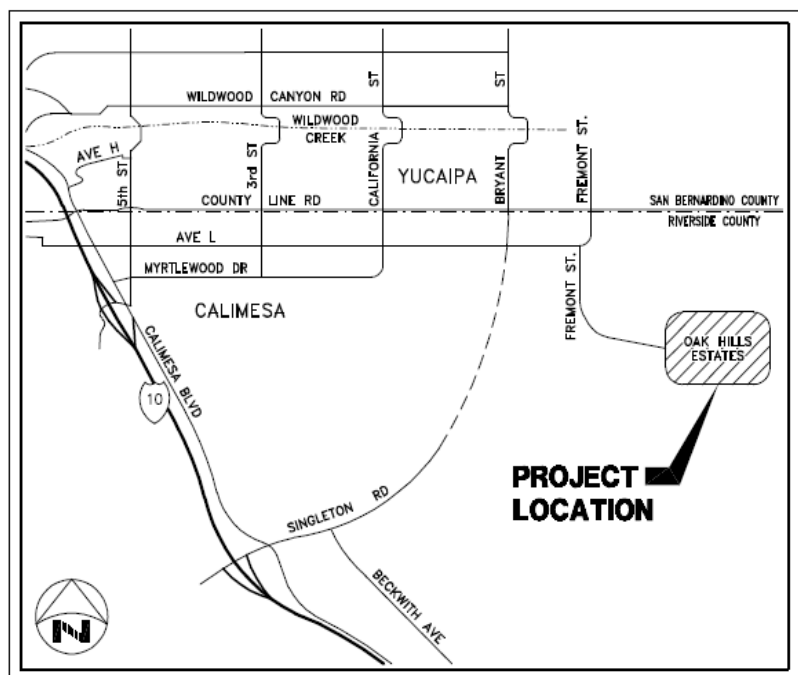 ST
ST
WILDWOOD CANYON RD
WILDWOOD
CREEK
AVE H
5th ST
3rd ST
CALIFORNIA
YUCAIPA
BRYANT
FREMONT ST.
COUNTY LINE RD
SAN BERNARDINO COUNTY
RIVERSIDE COUNTY
AVE L
MYRTLEWOOD DR
CALIMESA
FREMONT ST.
OAK HILLS
ESTATES
CALIMESA BLVD
10
PROJECT
LOCATION
SINGLETON RD
BECKWITH AVE
N